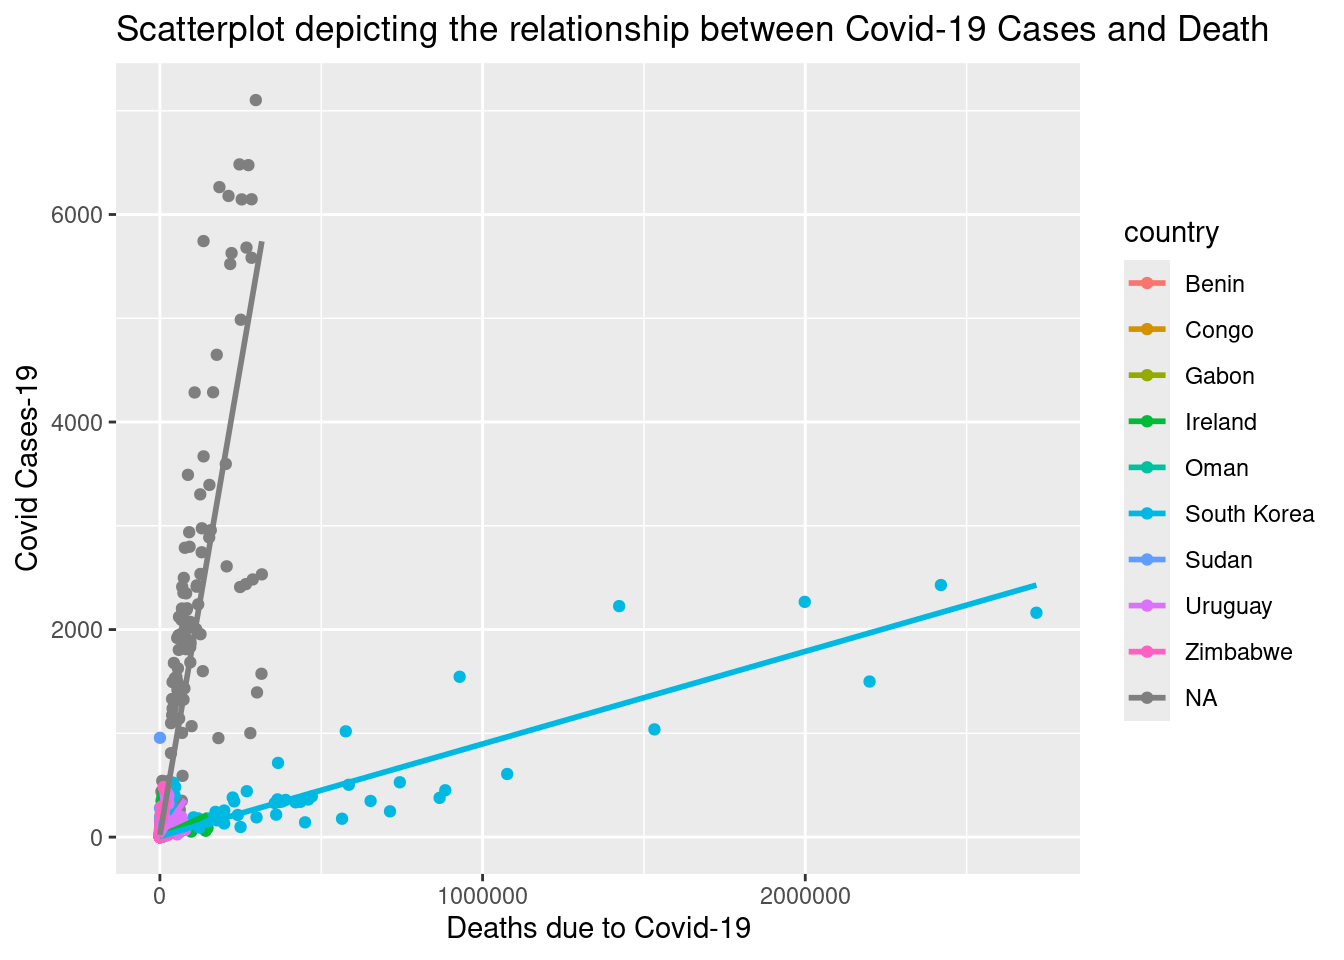 Scatterplot depicting the relationship between Covid-19 Cases and Death
Covid Cases-19
6000
4000
2000
0
0 1000000 2000000
Deaths due to Covid-19
country
Benin
Congo
Gabon
Ireland
Oman
South Korea
Sudan
Uruguay
Zimbabwe
NA